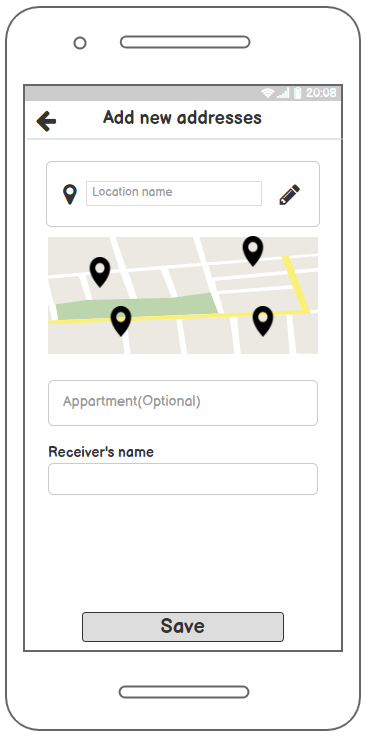 20:08
Add new addresses
Location name
Appartment(Optional)
Receiver's name
Save